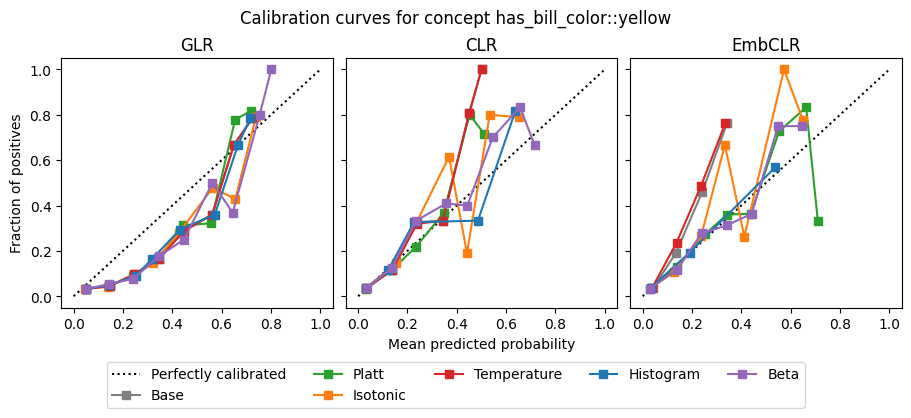 Calibration curves for concept has_bill_color::yellow
GLR
CLR
EmbCLR
Fraction of positives
1.0
0.8
0.6
0.4
0.2
0.0
0.0 0.2 0.4 0.6 0.8 1.0
0.0 0.2 0.4 0.6 0.8 1.0
0.0 0.2 0.4 0.6 0.8 1.0
Mean predicted probability
Perfectly calibrated
Base
Platt
Isotonic
Temperature
Histogram
Beta